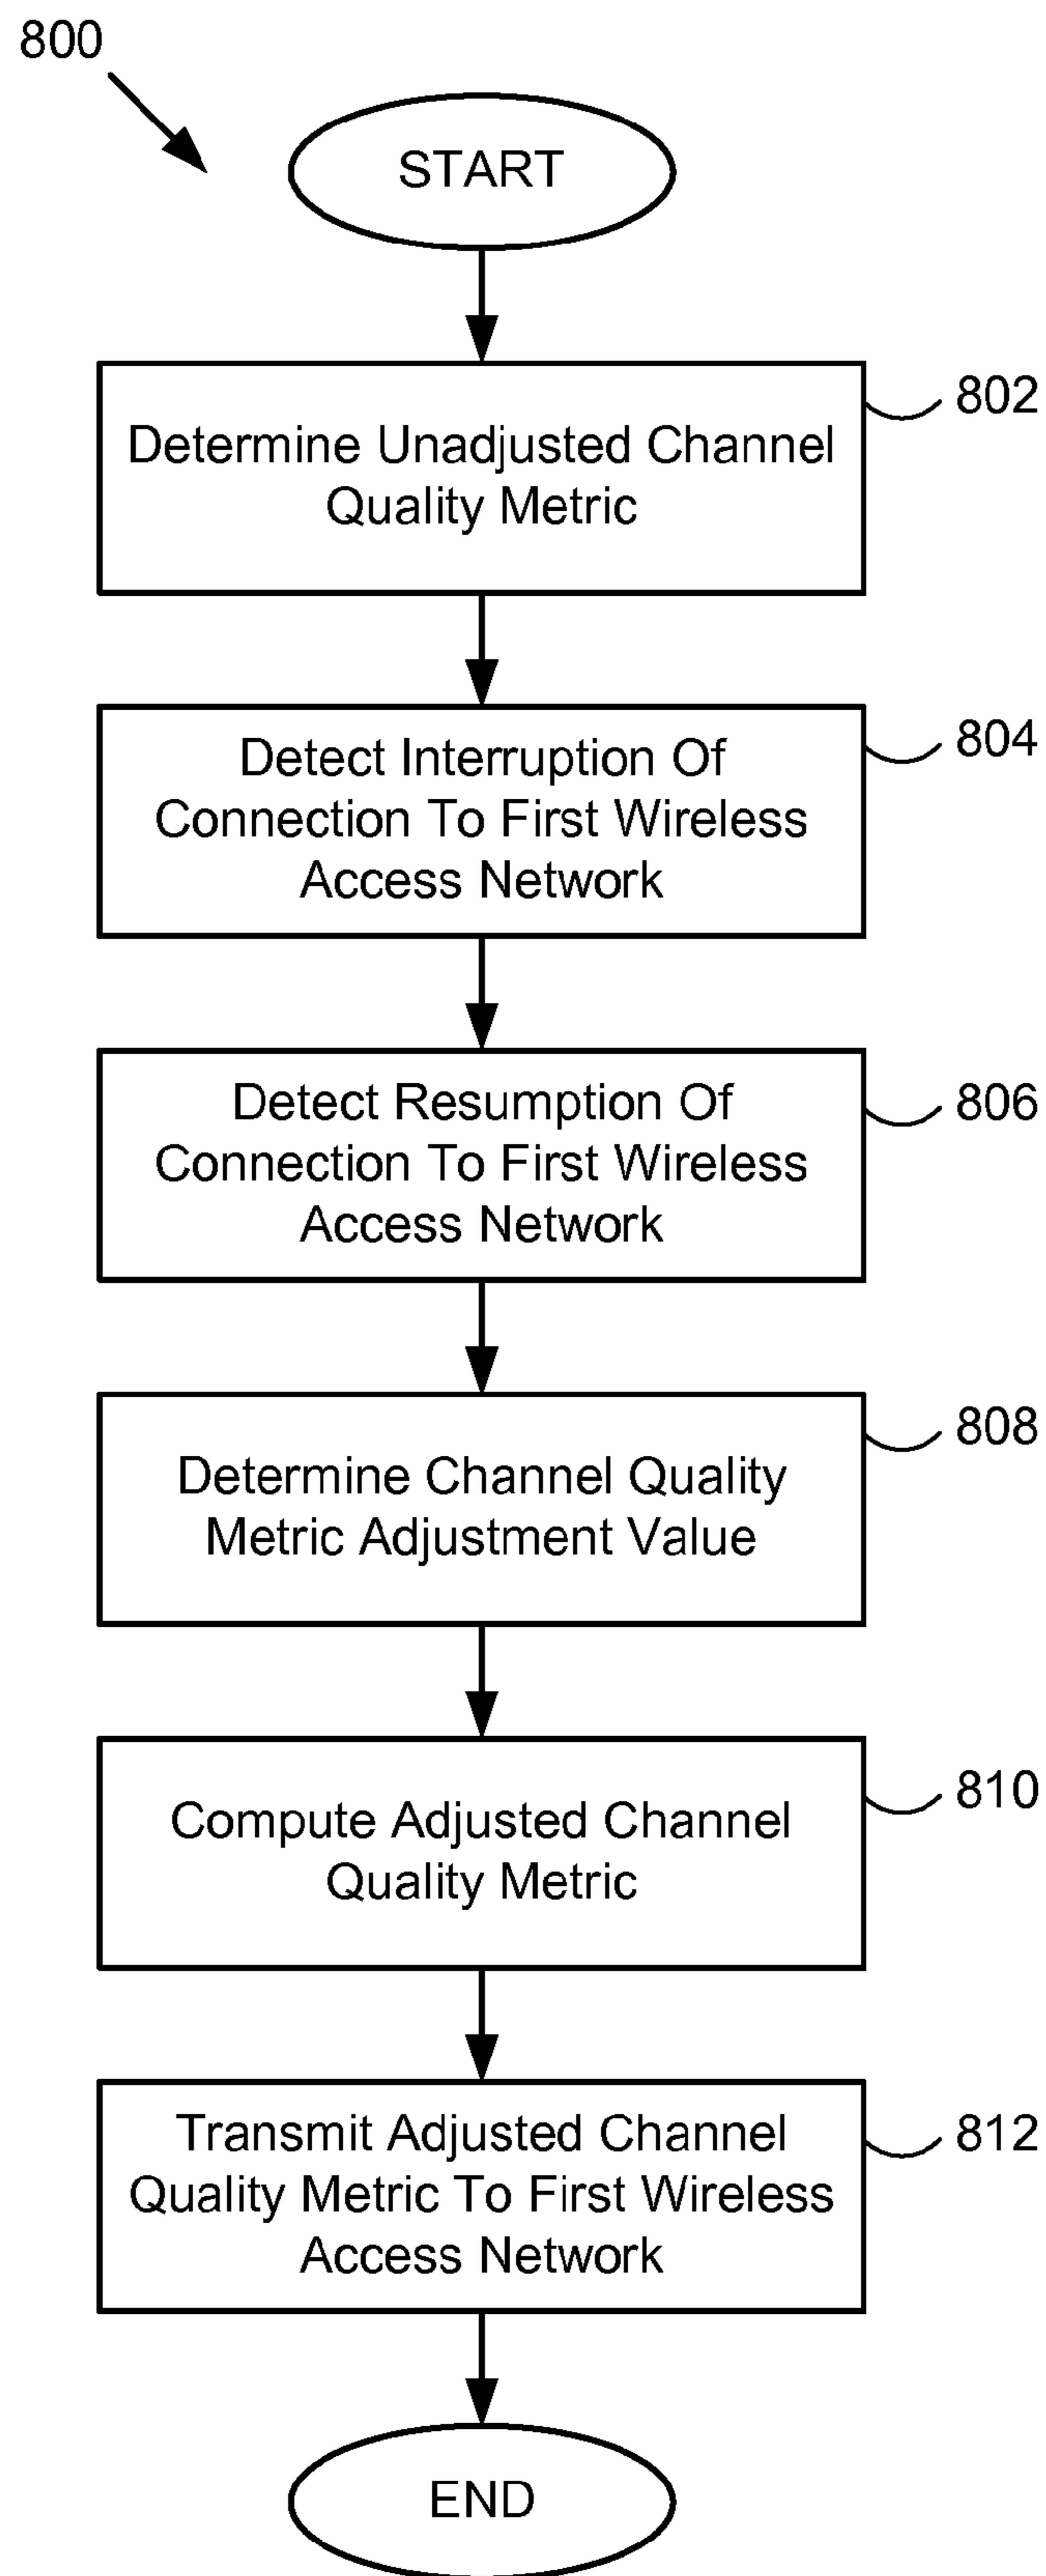 800
START
802
Determine Unadjusted Channel
Quality Metric
804
Detect Interruption Of
Connection To First Wireless
Access Network
806
Detect Resumption Of
Connection To First Wireless
Access Network
808
Determine Channel Quality
Metric Adjustment Value
810
Compute Adjusted Channel
Quality Metric
812
Transmit Adjusted Channel
Quality Metric To First Wireless
Access Network
END